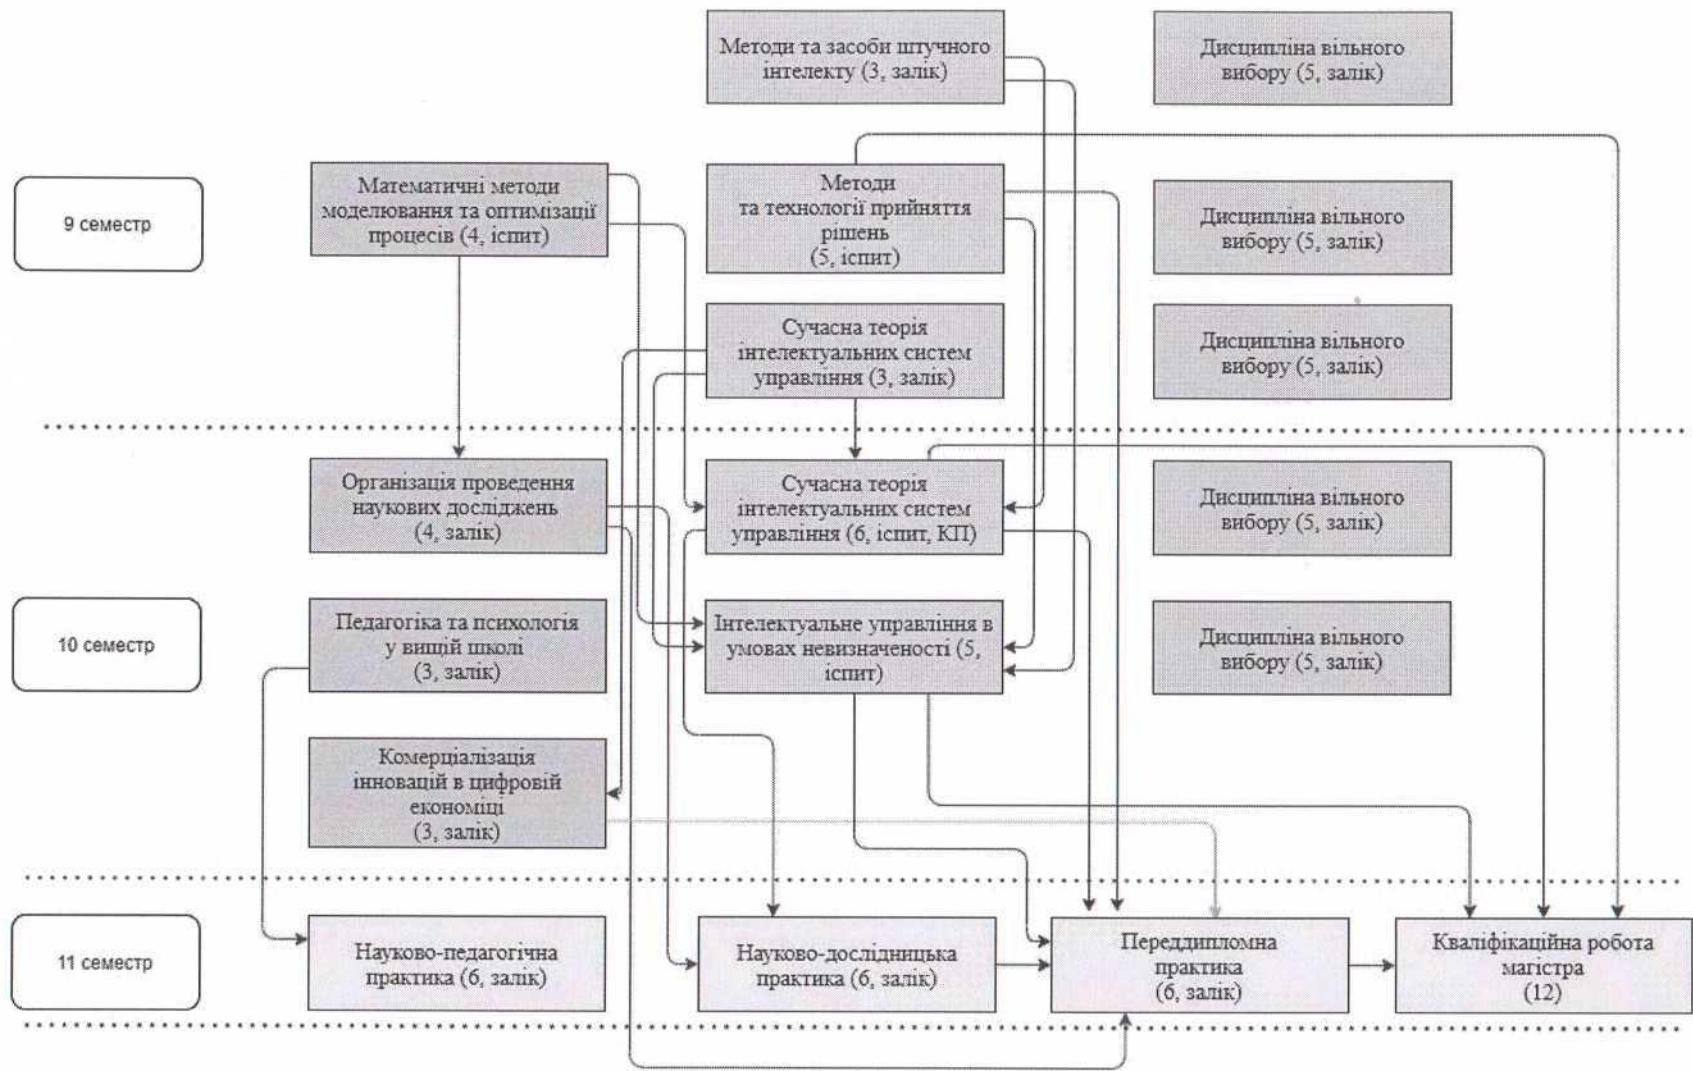 Методи та засоби штучного
інтелекту (3, залік)
Дисципліна вільного
вибору (5, залік)
9 семестр
Математичні методи
моделювання та оптимізації
процесів (4, іспит)
Методи
та технології прийняття
рішень
(5, іспит)
Дисципліна вільного
вибору (5, залік)
Сучасна теорія
інтелектуальних систем
управління (3, залік)
Дисципліна вільного
вибору (5, залік)
Організація проведення
наукових досліджень
(4, залік)
Сучасна теорія
інтелектуальних систем
управління (6, іспит, КП)
Дисципліна вільного
вибору (5, залік)
10 семестр
Педагогіка та психологія
у вищій школі
(3, залік)
Інтелектуальне управління в
умовах невизначеності (5,
іспит)
Дисципліна вільного
вибору (5, залік)
Комерціалізація
інновацій в цифровій
економіці
(3, залік)
11 семестр
Науково-педагогічна
практика (6, залік)
Науково-дослідницька
практика (6, залік)
Переддипломна
практика
(6, залік)
Кваліфікаційна робота
магістра
(12)